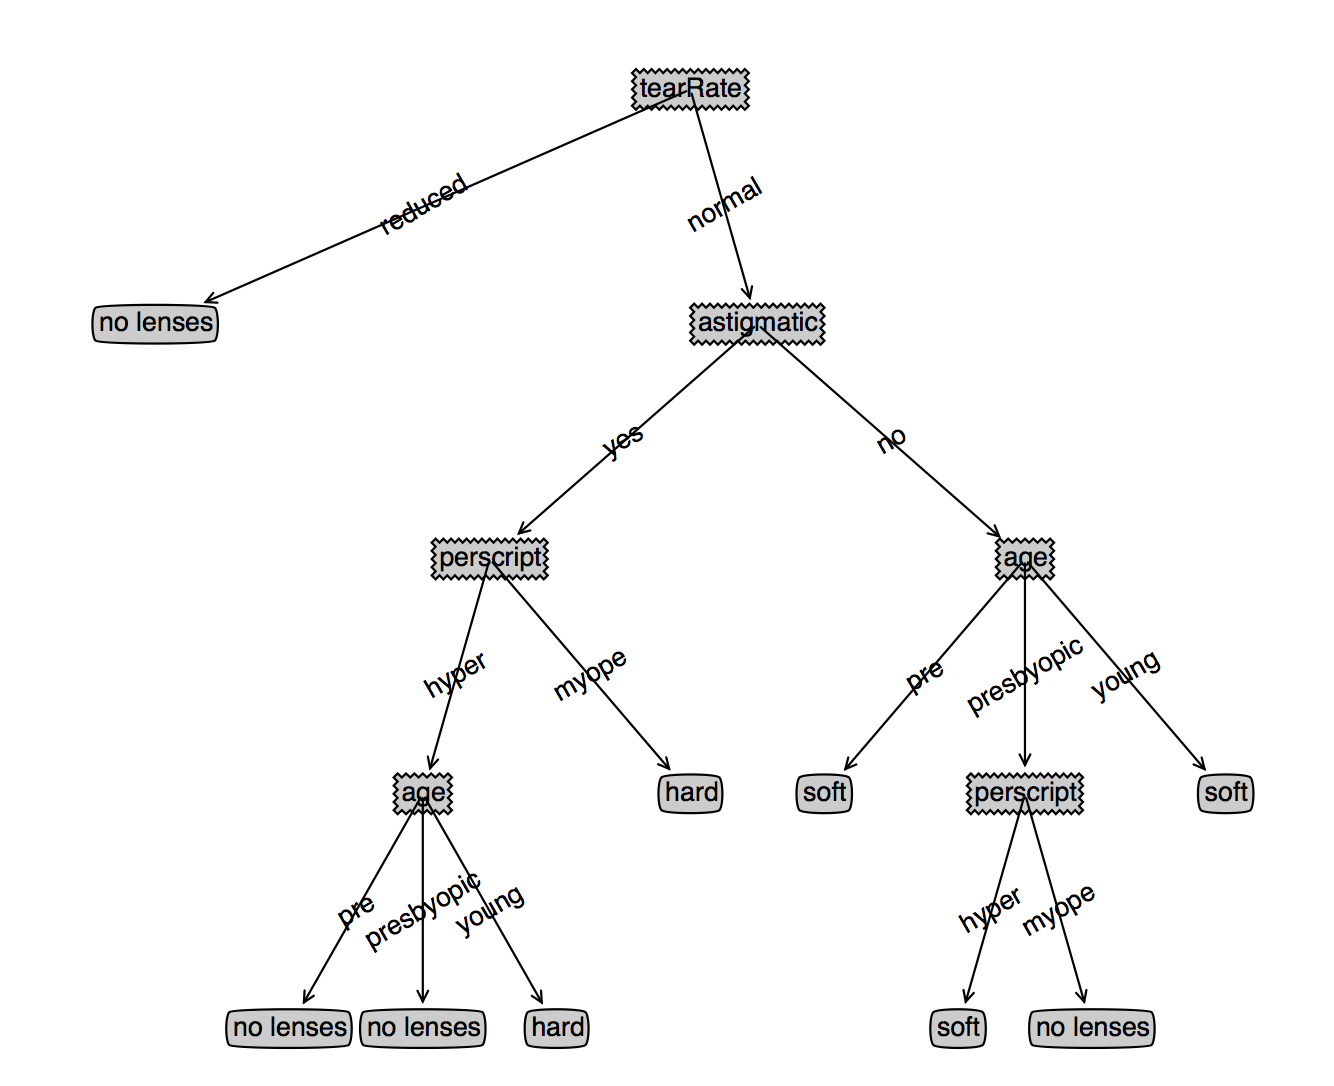 tearRate
reduced
normal
no lenses
astigmatic
yes
no
perscript
age
hyper
myope
pre
presbyopic
young
age
hard
soft
perscript
soft
pre
presbyopic
young
hyper
myope
no lenses
no lenses
hard
soft
no lenses